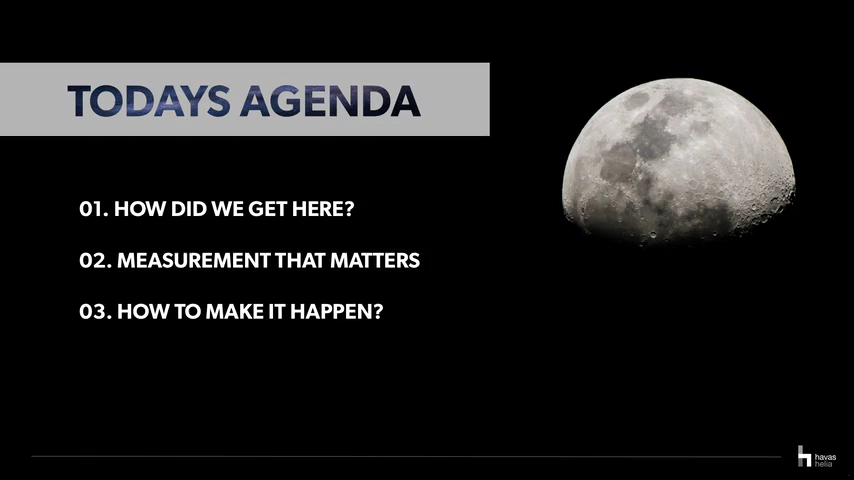 TODAYS AGENDA
01. HOW DID WE GET HERE?
02. MEASUREMENT THAT MATTERS
03. HOW TO MAKE IT HAPPEN?
havas
helia